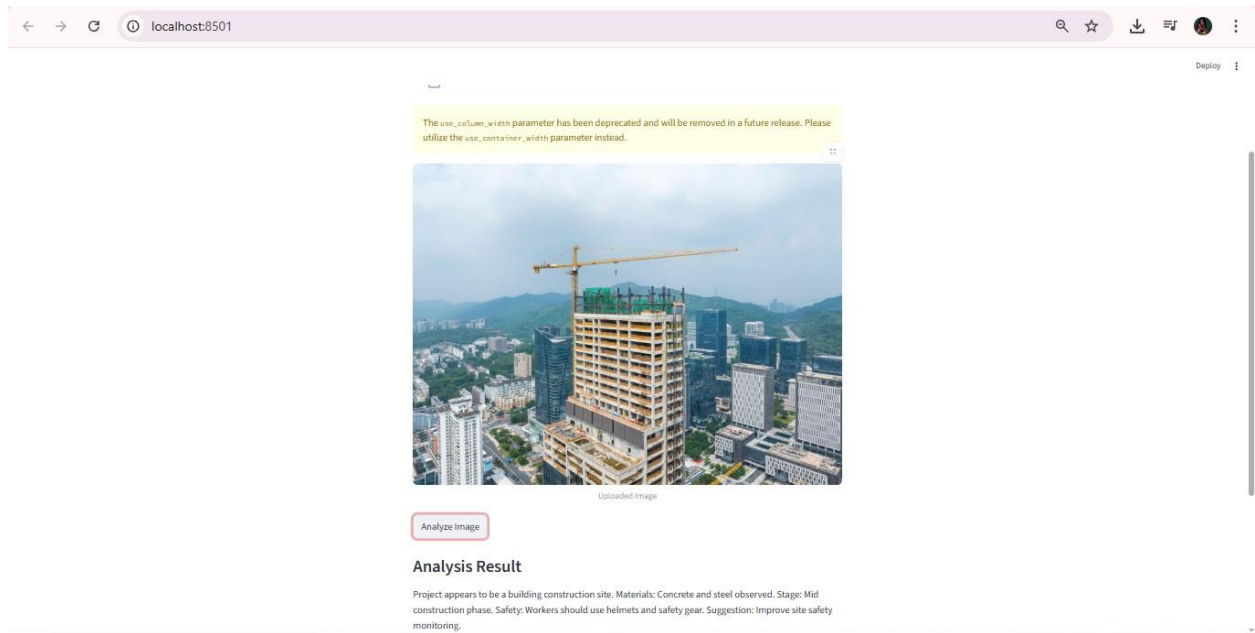 localhost:8501
Deploy
The use_column_width parameter has been deprecated and will be removed in a future release. Please
utilize the use_container_width parameter instead.
Uploaded Image
Analyze Image
Analysis Result
Project appears to be a building construction site. Materials: Concrete and steel observed. Stage: Mid
construction phase. Safety: Workers should use helmets and safety gear. Suggestion: Improve site safety
monitoring.